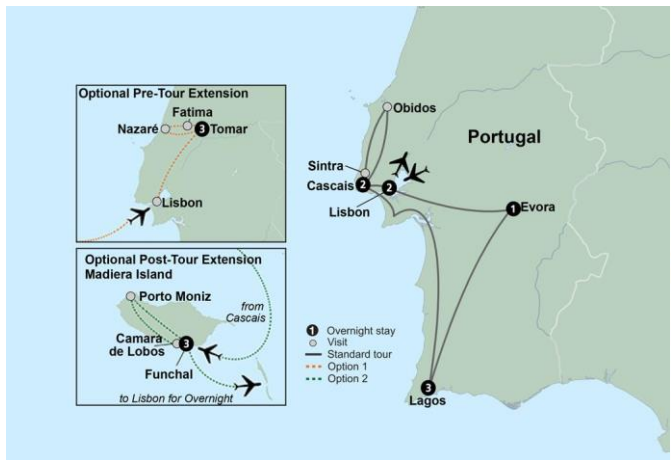 Optional Pre-Tour Extension
Fatima
Nazaré
3
Tomar
Lisbon
Optional Post-Tour Extension
Madiera Island
Porto Moniz
from
Cascais
Camara
de Lobos
3
Funchal
to Lisbon for Overnight
Obidos
Portugal
Sintra
Cascais
2
2
Lisbon
1
Evora
3
Lagos
1 Overnight stay
Visit
Standard tour
Option 1
Option 2